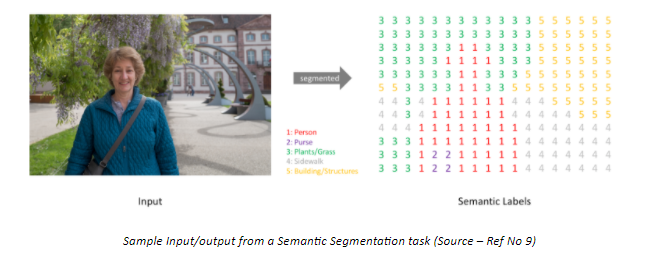 3 3 3 3 3 3 3 3 3 3 3 3 5 5 5 5 5 5
3 3 3 3 3 3 3 3 3 3 3 3 5 5 5 5 5 5
3 3 3 3 3 3 1 1 3 3 3 3 5 5 5 5 5 5
3 3 3 3 3 1 1 1 1 3 3 3 5 5 5 5 5 5
3 3 3 3 3 3 1 1 3 3 3 5 5 5 5 5 5 5
5 5 3 3 3 3 1 1 3 3 5 5 5 5 5 5 5 5
4 4 3 4 1 1 1 1 1 1 4 4 4 5 5 5 5 5
4 4 3 4 1 1 1 1 1 1 4 4 4 4 4 5 5 5
4 4 4 1 1 1 1 1 1 1 1 4 4 4 4 4 4 4
3 3 3 1 1 1 1 1 1 1 1 4 4 4 4 4 4 4
3 3 3 1 2 2 1 1 1 1 1 4 4 4 4 4 4 4
3 3 3 1 2 2 1 1 1 1 1 4 4 4 4 4 4 4
segmented
1: Person
2: Purse
3: Plants/Grass
4: Sidewalk
5: Building/Structures
Input
Semantic Labels
Sample Input/output from a Semantic Segmentation task (Source – Ref No 9)